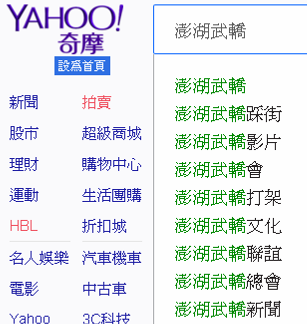 YAHOO!
奇摩
設為首頁
新聞 拍賣
股市 超級商城
理財 購物中心
運動 生活團購
HBL 折扣城
名人娛樂 汽車機車
電影 中古車
Yahoo 3C科技
澎湖武轎
澎湖武轎
澎湖武轎踩街
澎湖武轎影片
澎湖武轎會
澎湖武轎打架
澎湖武轎文化
澎湖武轎聯誼
澎湖武轎總會
澎湖武轎新聞